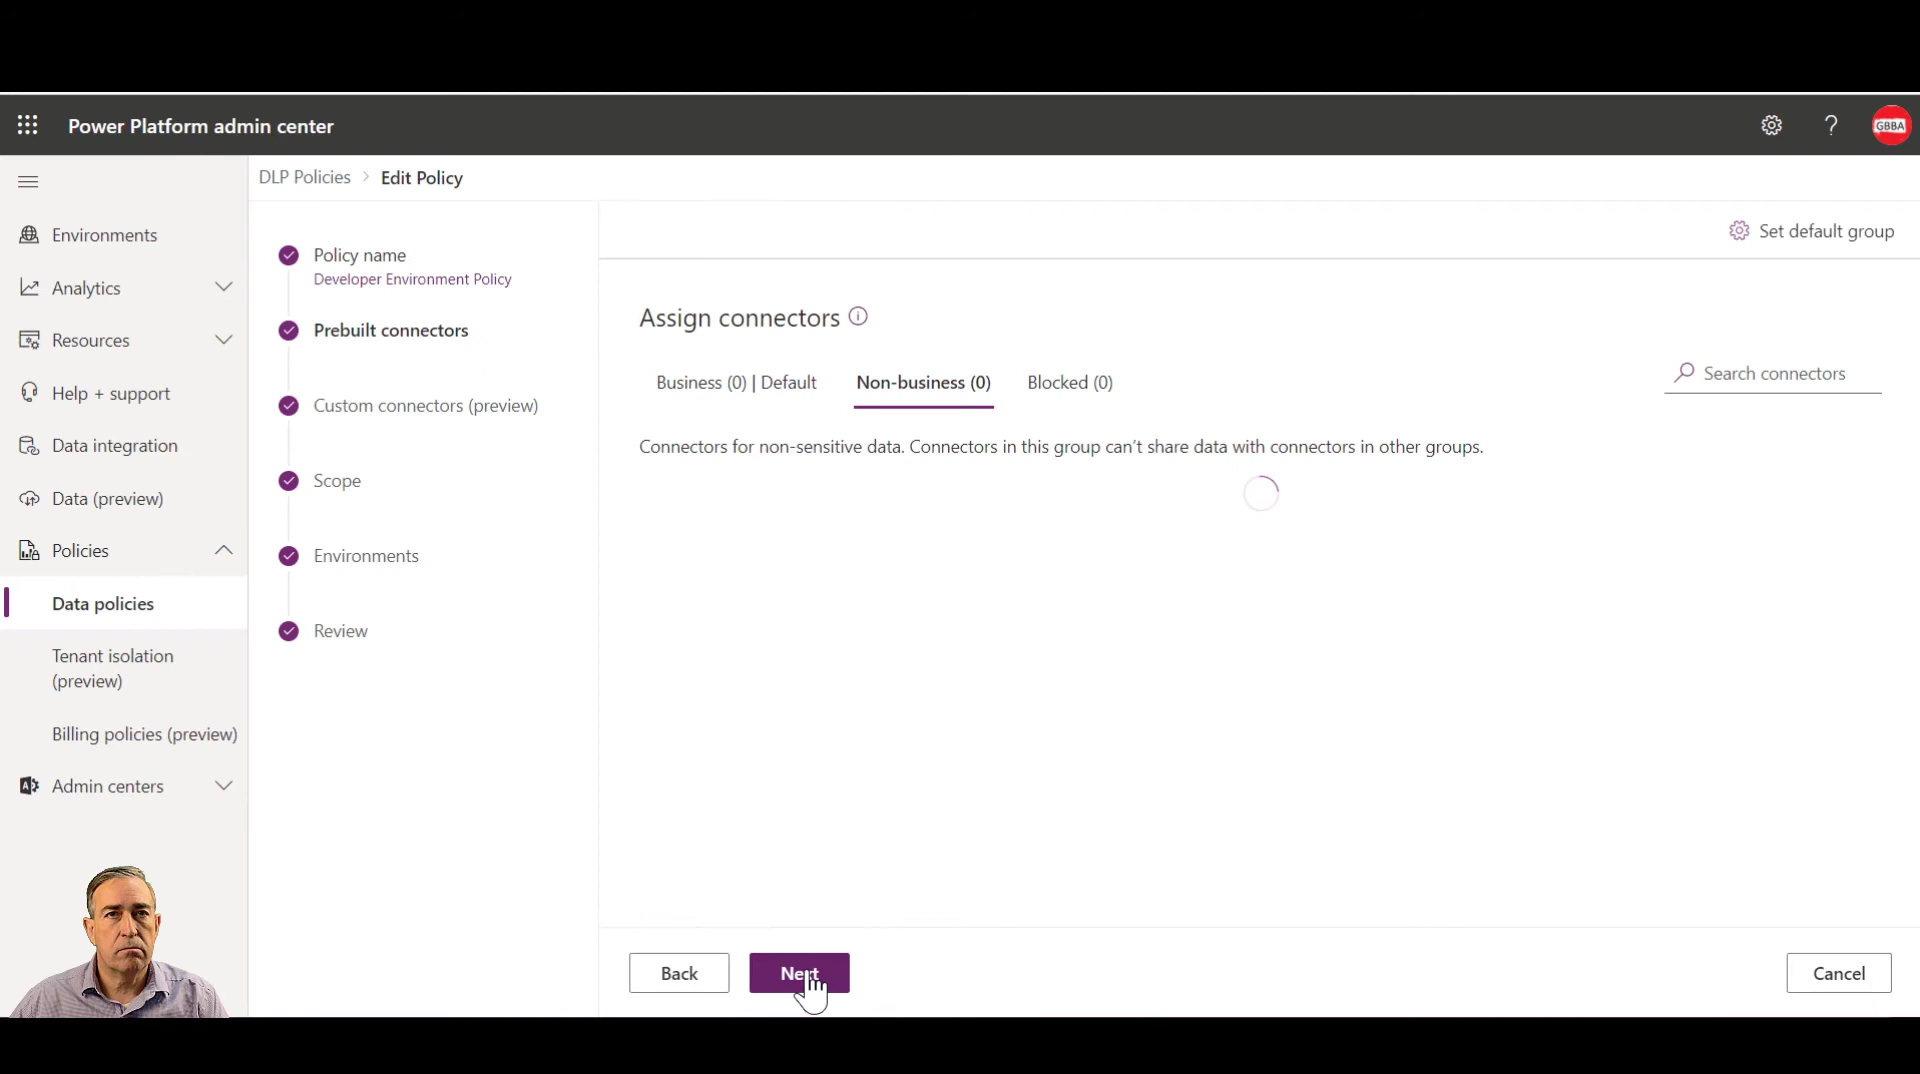 Power Platform admin center
?
GBBA
DLP Policies > Edit Policy
Environments
Analytics
Resources
Help + support
Data integration
Data (preview)
Policies
Data policies
Tenant isolation
(preview)
Billing policies (preview)
Admin centers
Policy name
Developer Environment Policy
Prebuilt connectors
Custom connectors (preview)
Scope
Environments
Review
Set default group
Assign connectors
Business (0) | Default
Non-business (0)
Blocked (0)
Search connectors
Connectors for non-sensitive data. Connectors in this group can't share data with connectors in other groups.
Back
Next
Cancel